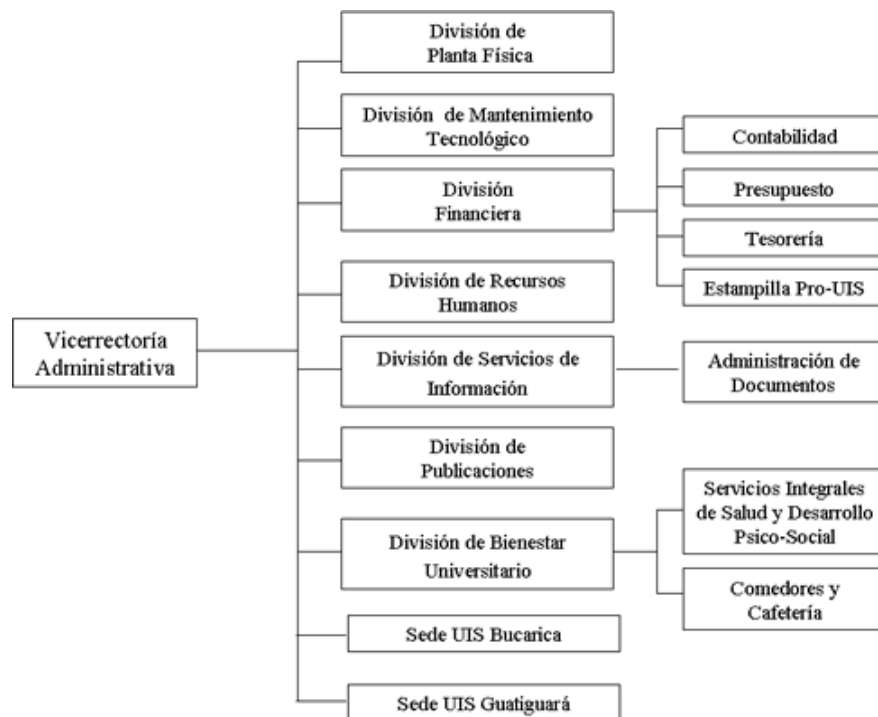 División de
Planta Física
División de Mantenimiento
Tecnológico
División
Financiera
Contabilidad
Presupuesto
Tesorería
Estampilla Pro-UIS
División de Recursos
Humanos
Vicerrectoría
Administrativa
División de Servicios de
Información
Administración de
Documentos
División de
Publicaciones
División de Bienestar
Universitario
Servicios Integrales
de Salud y Desarrollo
Psico-Social
Comedores y
Cafetería
Sede UIS Bucarica
Sede UIS Guatiguará